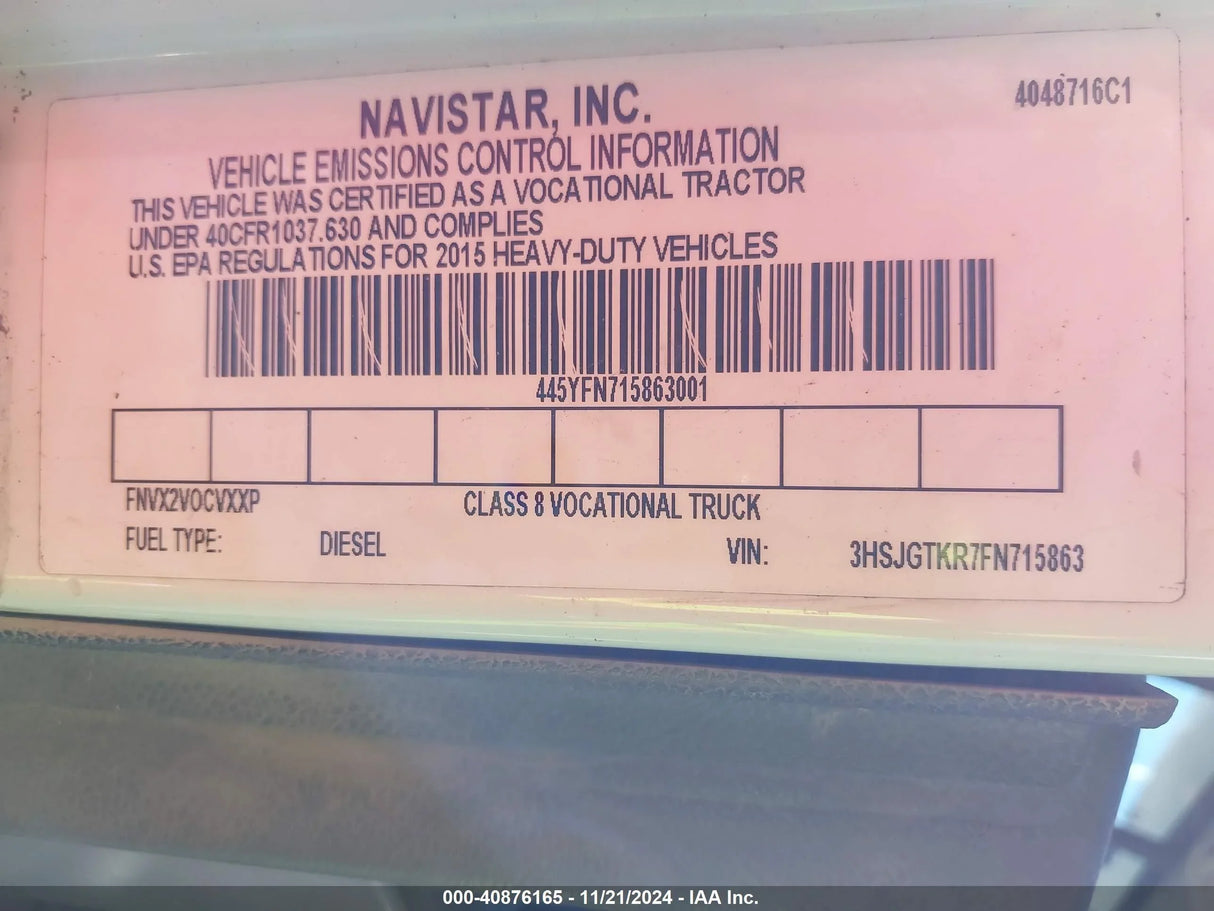 NAVISTAR, INC.
4048716C1
VEHICLE EMISSIONS CONTROL INFORMATION
THIS VEHICLE WAS CERTIFIED AS A VOCATIONAL TRACTOR
UNDER 40CFR1037.630 AND COMPLIES
U.S. EPA REGULATIONS FOR 2015 HEAVY-DUTY VEHICLES
445YFN715863001
FNVX2VOCVXXP CLASS 8 VOCATIONAL TRUCK
FUEL TYPE: DIESEL VIN: 3HSJGTKR7FN715863
000-40876165 - 11/21/2024 - IAA Inc.